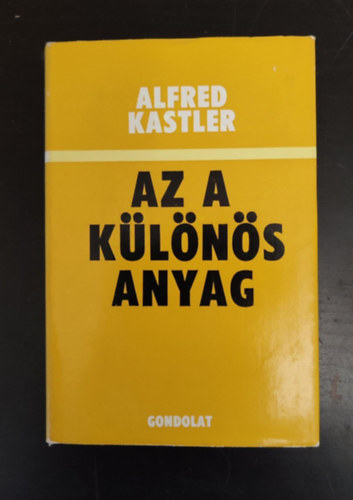 ALFRED
KASTLER
AZ A
KÜLÖNÖS
ANYAG
GONDOLAT